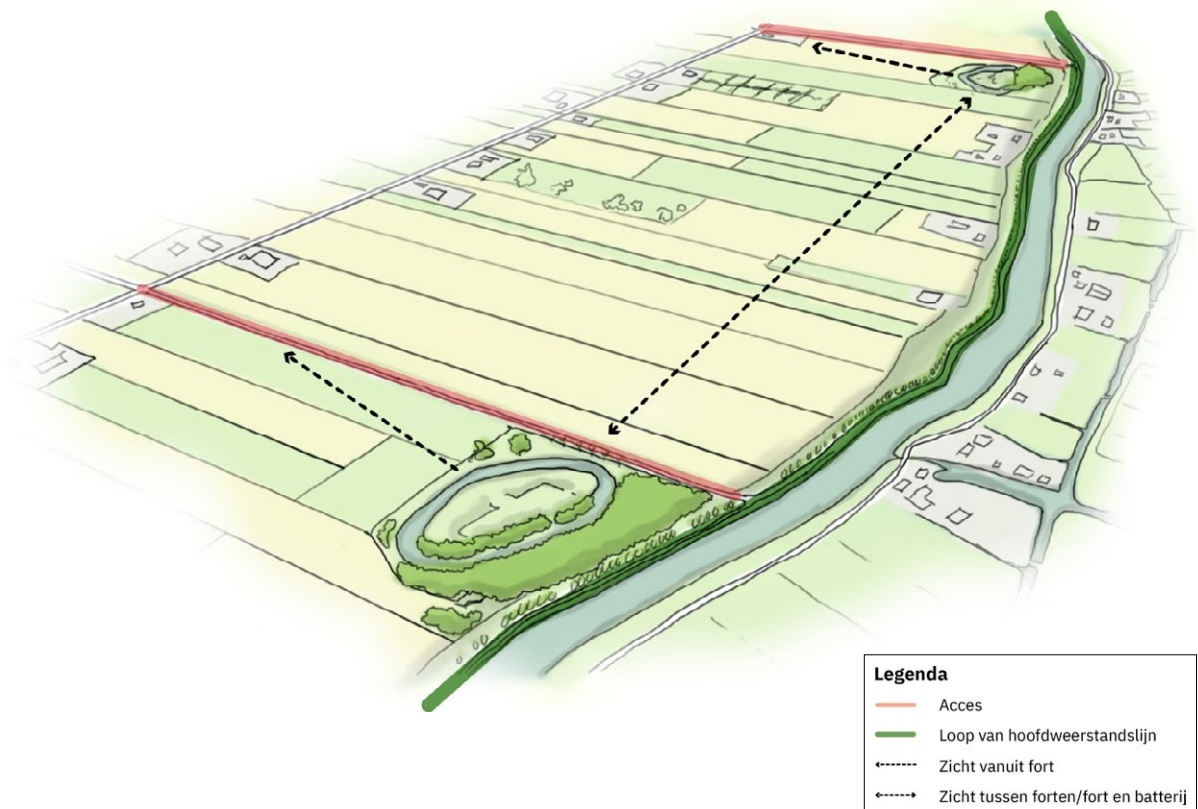 Legenda
Acces
Loop van hoofdweerstandslijn
Zicht vanuit fort
Zicht tussen forten/fort en batterij